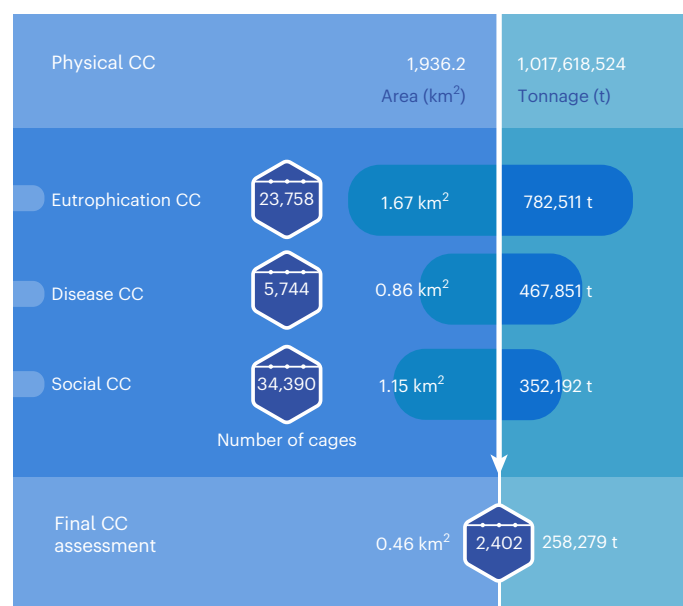 Physical CC
1,936.2
1,017,618,524
Area (km²)
Tonnage (t)
Eutrophication CC
23,758
1.67 km²
782,511 t
Disease CC
5,744
0.86 km²
467,851 t
Social CC
34,390
1.15 km²
352,192 t
Number of cages
Final CC
assessment
0.46 km²
2,402
258,279 t